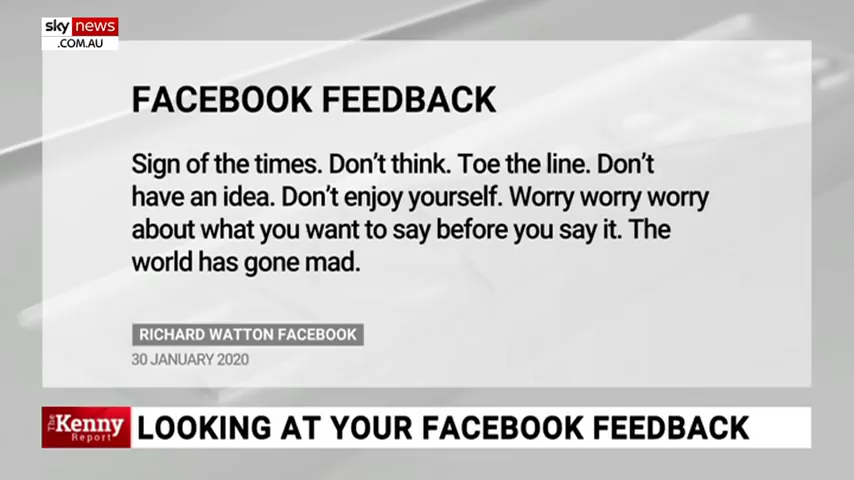 sky news
.COM.AU
FACEBOOK FEEDBACK
Sign of the times. Don't think. Toe the line. Don't
have an idea. Don't enjoy yourself. Worry worry worry
about what you want to say before you say it. The
world has gone mad.
RICHARD WATTON FACEBOOK
30 JANUARY 2020
The Kenny Report
LOOKING AT YOUR FACEBOOK FEEDBACK